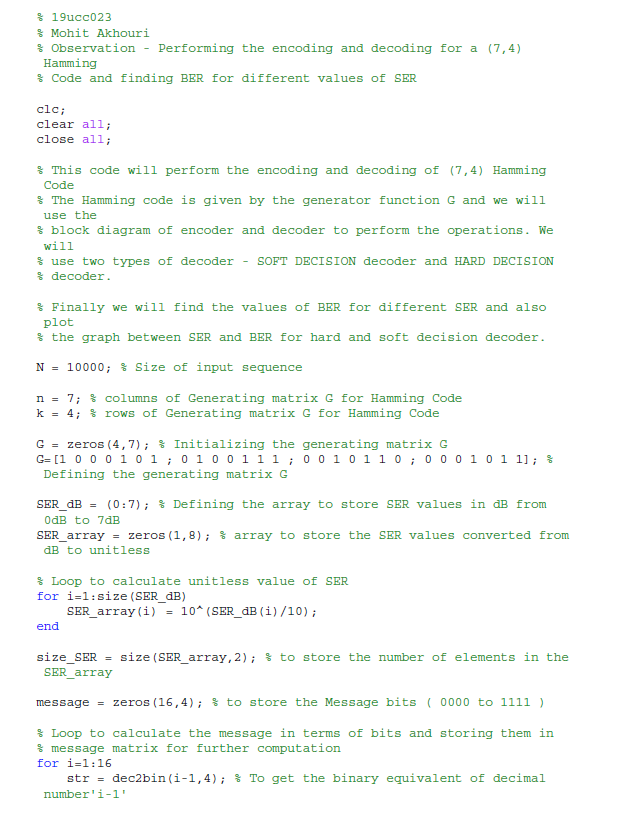 % 19ucc023
% Mohit Akhouri
% Observation - Performing the encoding and decoding for a (7,4)
Hamming
% Code and finding BER for different values of SER
clc;
clear all;
close all;
% This code will perform the encoding and decoding of (7,4) Hamming
Code
% The Hamming code is given by the generator function G and we will
use the
% block diagram of encoder and decoder to perform the operations. We
will
% use two types of decoder - SOFT DECISION decoder and HARD DECISION
% decoder.
% Finally we will find the values of BER for different SER and also
plot
% the graph between SER and BER for hard and soft decision decoder.
N = 10000; % Size of input sequence
n = 7; % columns of Generating matrix G for Hamming Code
k = 4; % rows of Generating matrix G for Hamming Code
G = zeros(4,7); % Initializing the generating matrix G
G=[1 0 0 0 1 0 1 ; 0 1 0 0 1 1 1 ; 0 0 1 0 1 1 0 ; 0 0 0 1 0 1 1]; %
Defining the generating matrix G
SER_dB = (0:7); % Defining the array to store SER values in dB from
0dB to 7dB
SER_array = zeros(1,8); % array to store the SER values converted from
dB to unitless
% Loop to calculate unitless value of SER
for i=1:size(SER_dB)
SER_array(i) = 10^(SER_dB(i)/10);
end
size_SER = size(SER_array,2); % to store the number of elements in the
SER_array
message = zeros(16,4); % to store the Message bits ( 0000 to 1111 )
% Loop to calculate the message in terms of bits and storing them in
% message matrix for further computation
for i=1:16
str = dec2bin(i-1,4); % To get the binary equivalent of decimal
number'i-1'